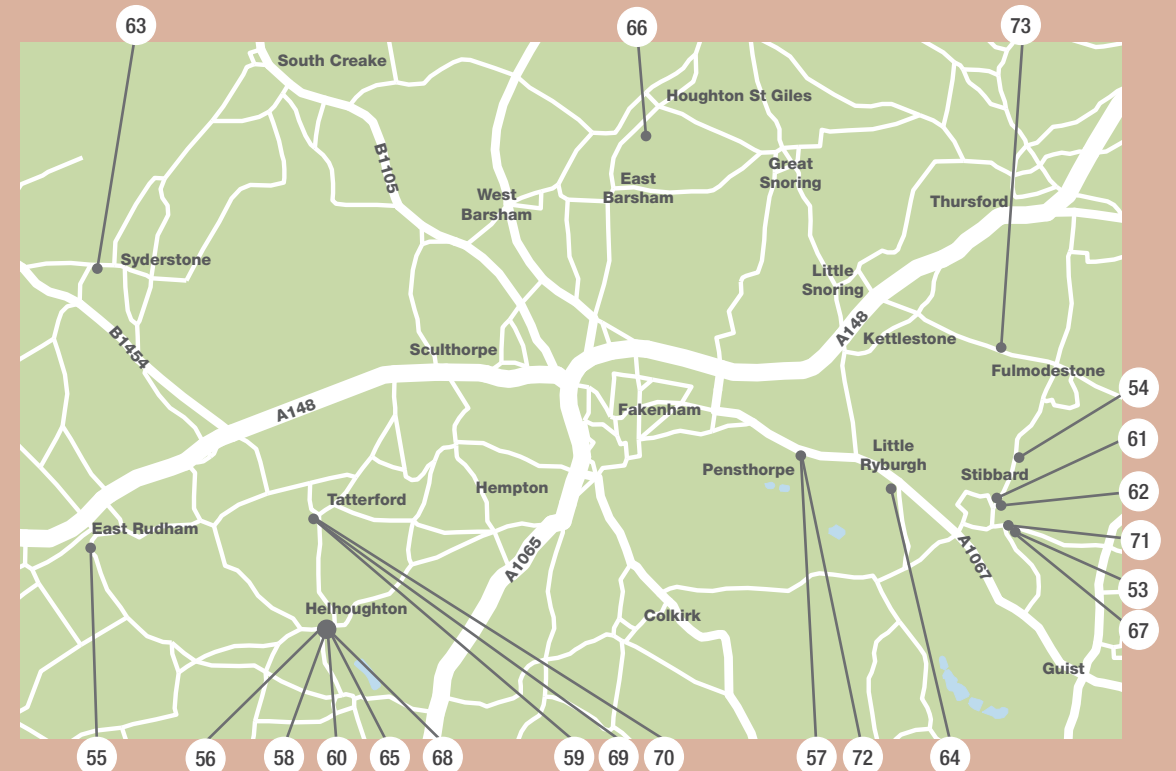 63
66
73
South Creake
Houghton St Giles
B1105
Great
Snoring
East
Barsham
West
Barsham
Thursford
Syderstone
Little
Snoring
B1454
A148
Kettlestone
Sculthorpe
Fulmodestone
54
A148
Fakenham
61
Little
Ryburgh
Pensthorpe
Stibbard
62
Hempton
Tatterford
East Rudham
71
A1065
A1067
53
Helhoughton
Colkirk
67
Guist
55
56
58
60
65
68
59
69
70
57
72
64